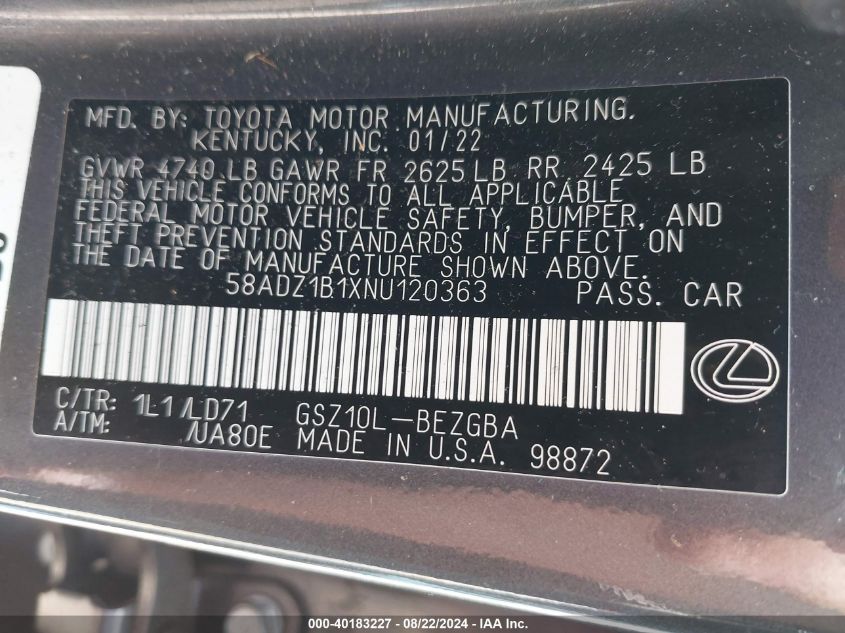 MFD. BY: TOYOTA MOTOR MANUFACTURING.
KENTUCKY, INC. 01/22
GVWR 4740 LB GAWR FR 2625 LB RR 2425 LB
THIS VEHICLE CONFORMS TO ALL APPLICABLE
FEDERAL MOTOR VEHICLE SAFETY, BUMPER, AND
THEFT PREVENTION STANDARDS IN EFFECT ON
THE DATE OF MANUFACTURE SHOWN ABOVE.
58ADZ1B1XNU120363 PASS. CAR
C/TR: 1L1/LD71 GSZ10L-BEZGBA
A/TM: /UA80E MADE IN U.S.A. 98872
000-40183227 - 08/22/2024 - IAA